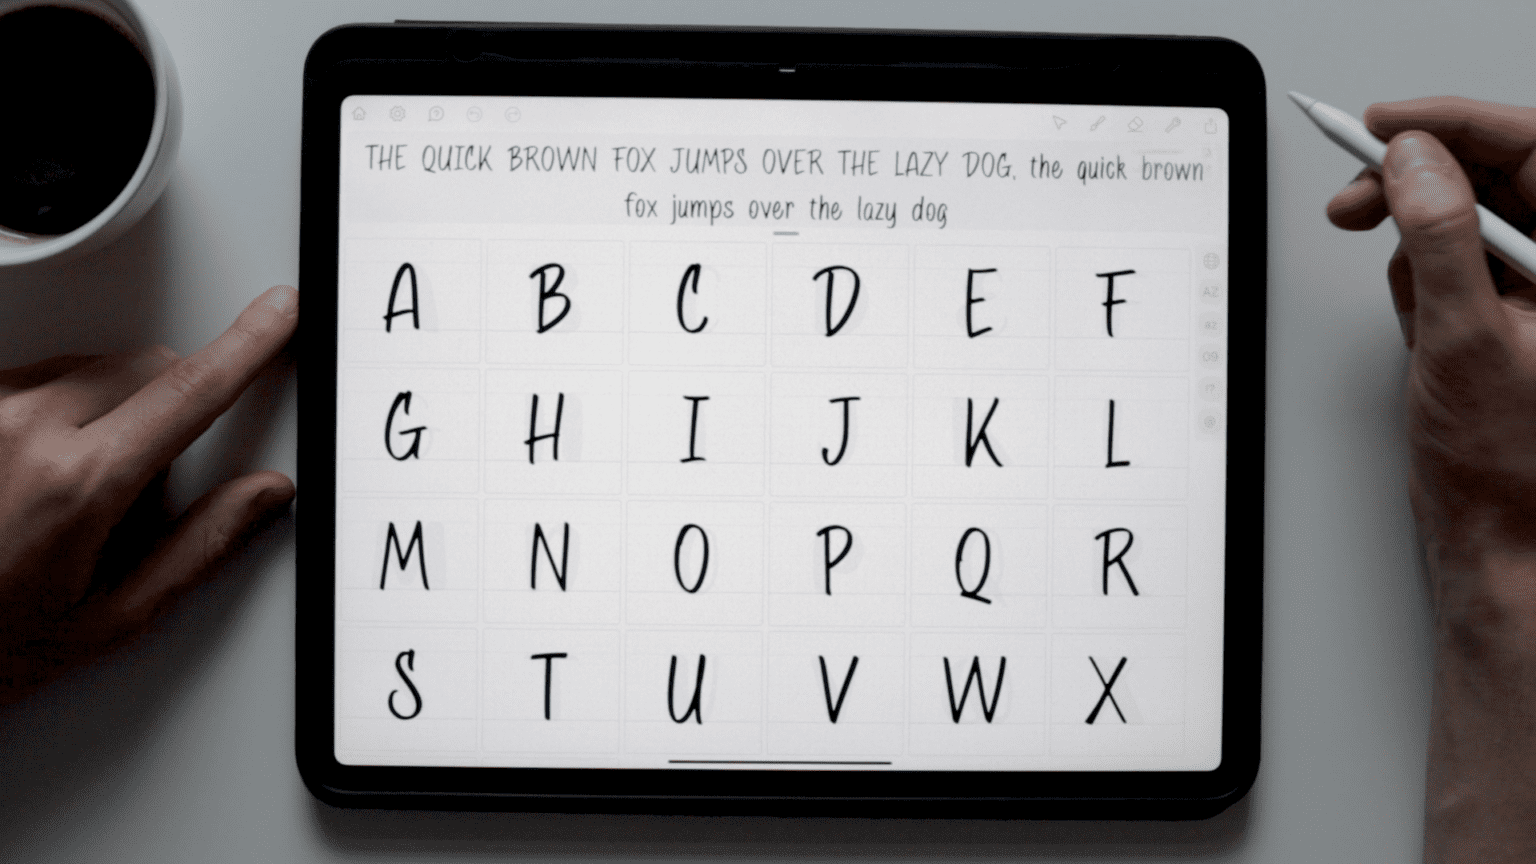 THE QUICK BROWN FOX JUMPS OVER THE LAZY DOG, the quick brown
fox jumps over the lazy dog
A B C D E F
G H I J K L
M N O P Q R
S T U V W X
AZ
az
09
!?